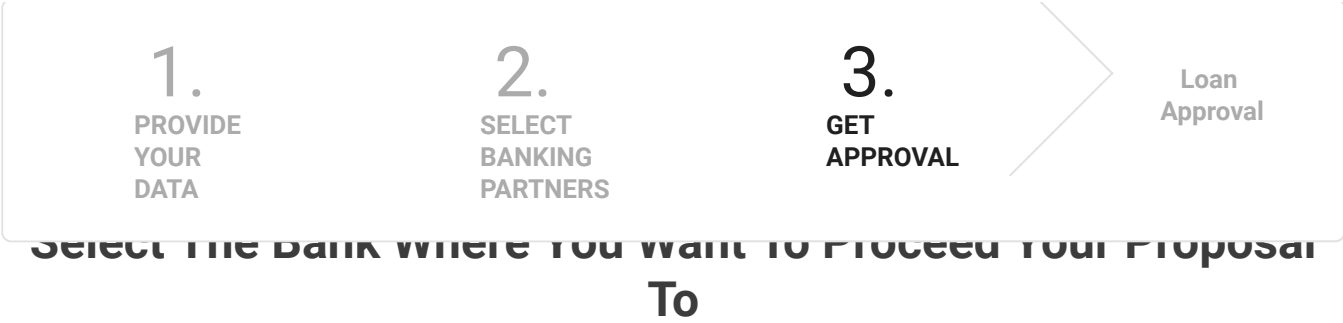 1.
PROVIDE
YOUR
DATA
2.
SELECT
BANKING
PARTNERS
3.
GET
APPROVAL
Loan
Approval
Select The Bank Where You Want To Proceed Your Proposal
To